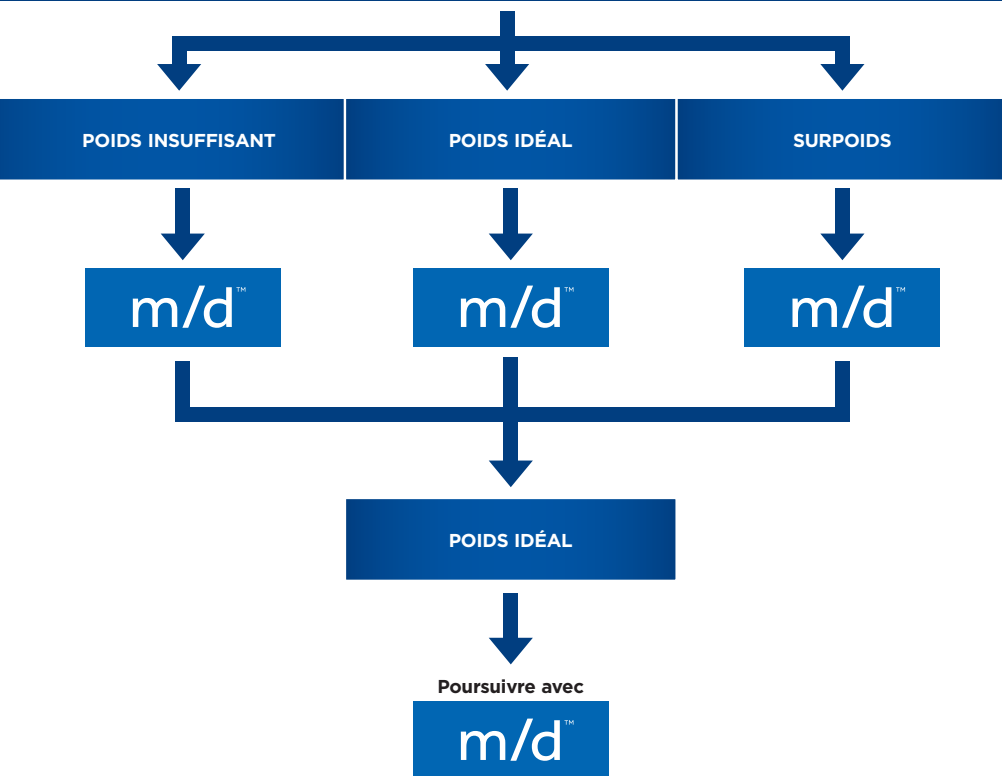 POIDS INSUFFISANT
POIDS IDÉAL
SURPOIDS
m/d™
m/d™
m/d™
POIDS IDÉAL
Poursuivre avec
m/d™